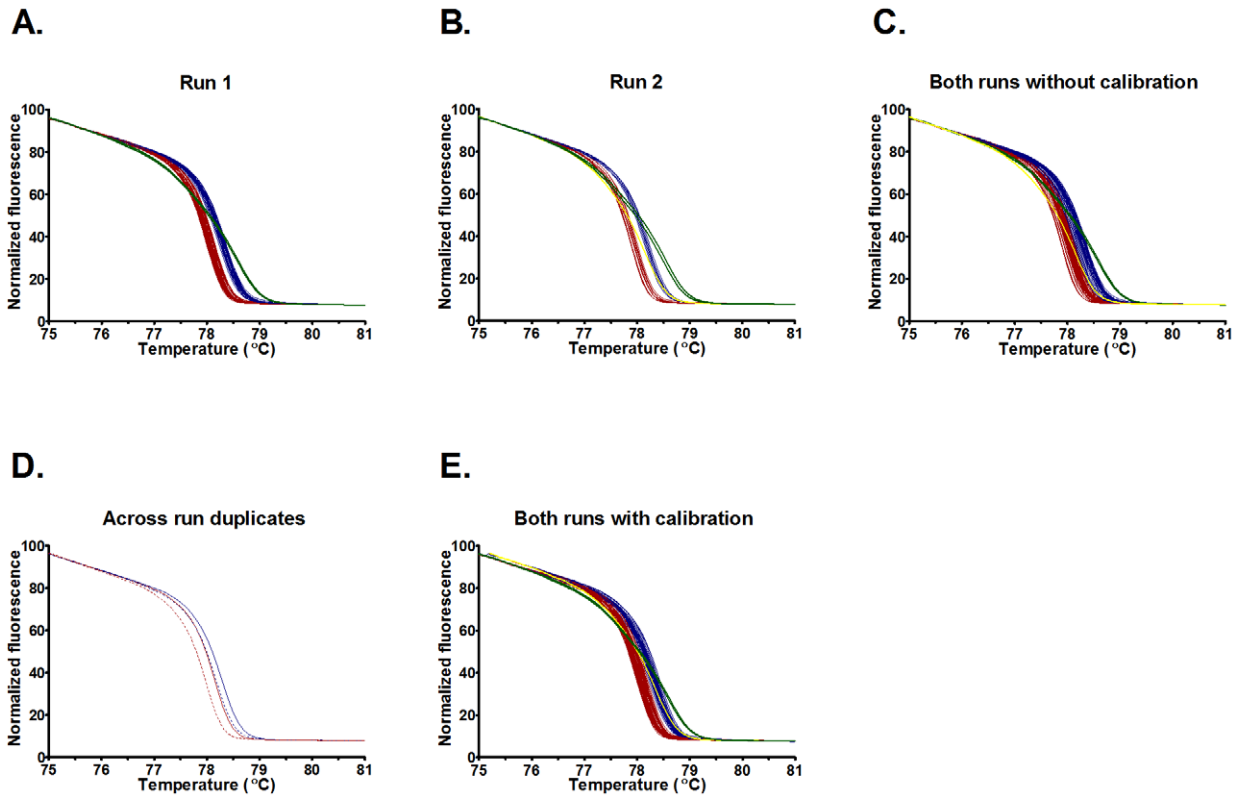 A.
B.
C.
Run 1
Run 2
Both runs without calibration
Normalized fluorescence
100
80
60
40
20
0
75 76 77 78 79 80 81
Temperature (°C)
Normalized fluorescence
100
80
60
40
20
0
75 76 77 78 79 80 81
Temperature (°C)
Normalized fluorescence
100
80
60
40
20
0
75 76 77 78 79 80 81
Temperature (°C)
D.
E.
Across run duplicates
Both runs with calibration
Normalized fluorescence
100
80
60
40
20
0
75 76 77 78 79 80 81
Temperature (°C)
Normalized fluorescence
100
80
60
40
20
0
75 76 77 78 79 80 81
Temperature (°C)